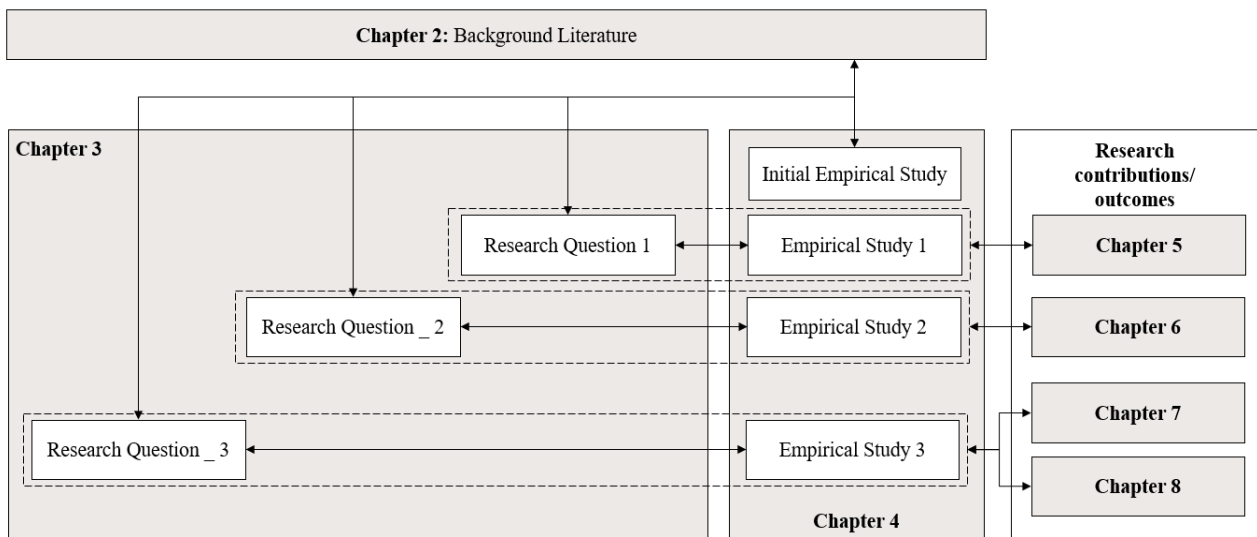 Chapter 2: Background Literature
Chapter 3
Initial Empirical Study
Research
contributions/
outcomes
Research Question 1
Empirical Study 1
Chapter 5
Research Question _ 2
Empirical Study 2
Chapter 6
Chapter 7
Research Question _ 3
Empirical Study 3
Chapter 8
Chapter 4